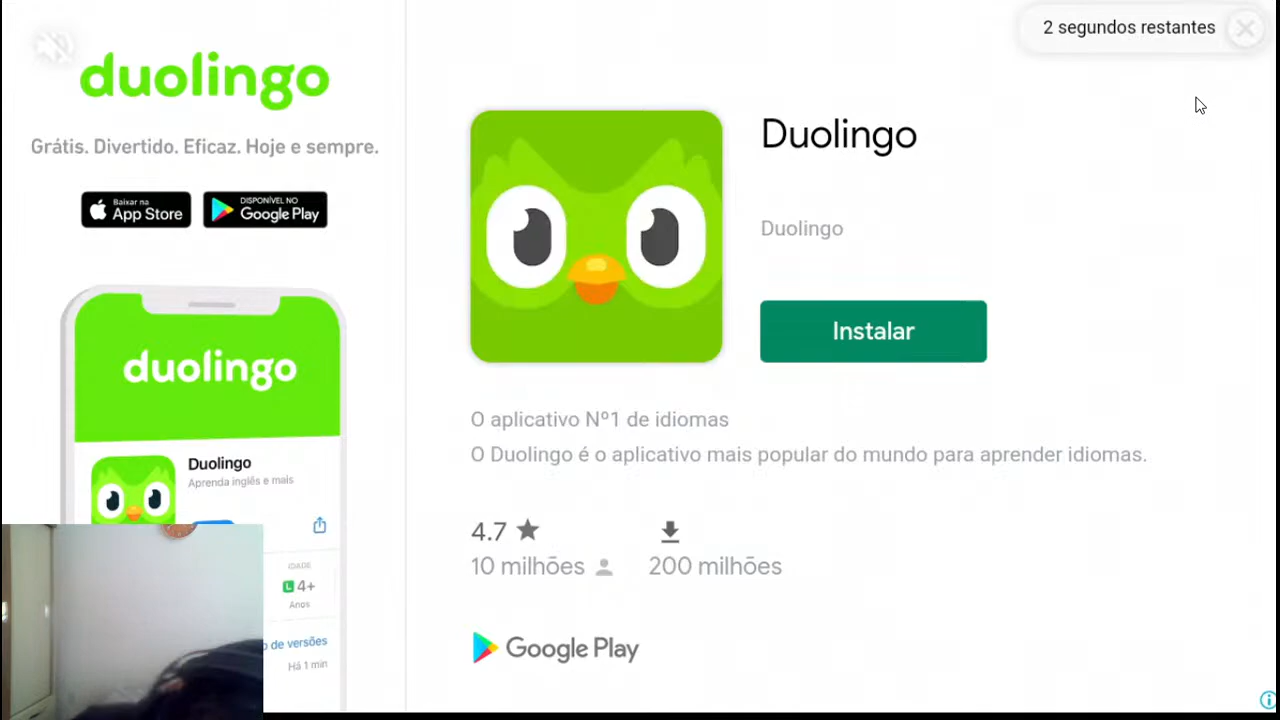 2 segundos restantes
duolingo
Grátis. Divertido. Eficaz. Hoje e sempre.
Baixar na
App Store
DISPONÍVEL NO
Google Play
duolingo
Duolingo
Aprenda inglês e mais
IDADE
L 4+
Anos
o de versões
Há 1 min
Duolingo
Duolingo
Instalar
O aplicativo Nº1 de idiomas
O Duolingo é o aplicativo mais popular do mundo para aprender idiomas.
4.7
10 milhões
200 milhões
Google Play